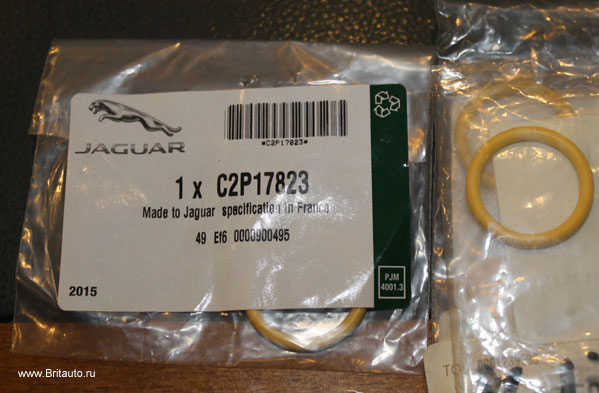 JAGUAR
*C2P17823*
1 x C2P17823
Made to Jaguar specification in France
49 Ef6 0000900495
2015
PJM
4001.3
TO
www.Britauto.ru